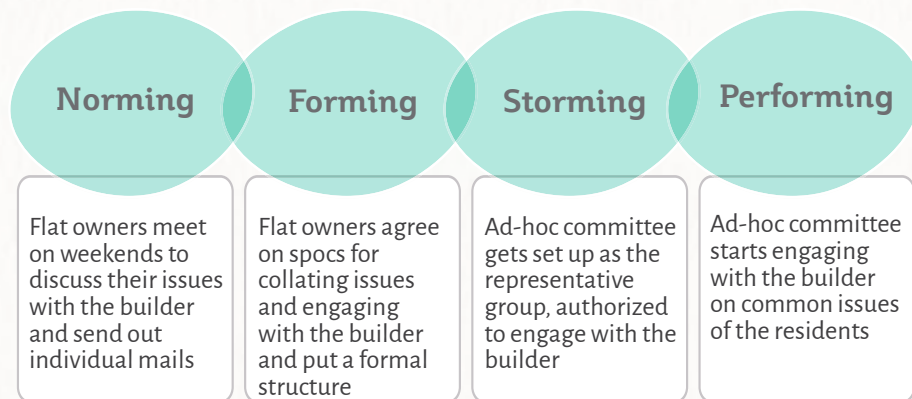 Norming
Forming
Storming
Performing
Flat owners meet
on weekends to
discuss their issues
with the builder
and send out
individual mails
Flat owners agree
on spocs for
collating issues
and engaging
with the builder
and put a formal
structure
Ad-hoc committee
gets set up as the
representative
group, authorized
to engage with the
builder
Ad-hoc committee
starts engaging
with the builder
on common issues
of the residents